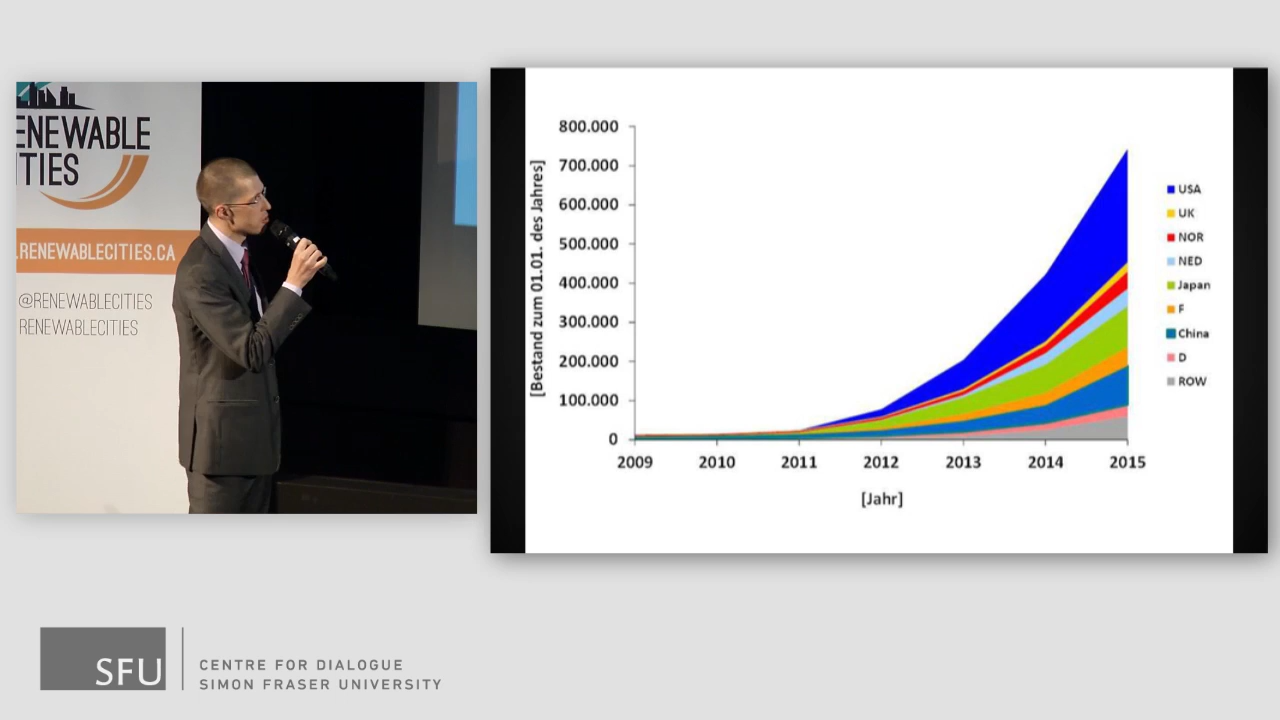 ENEWABLE
ITIES
.RENEWABLECITIES.CA
@RENEWABLECITIES
RENEWABLECITIES
[Bestand zum 01.01. des Jahres]
800.000
700.000
600.000
500.000
400.000
300.000
200.000
100.000
0
2009 2010 2011 2012 2013 2014 2015
[Jahr]
USA
UK
NOR
NED
Japan
F
China
D
ROW
SFU
CENTRE FOR DIALOGUE
SIMON FRASER UNIVERSITY